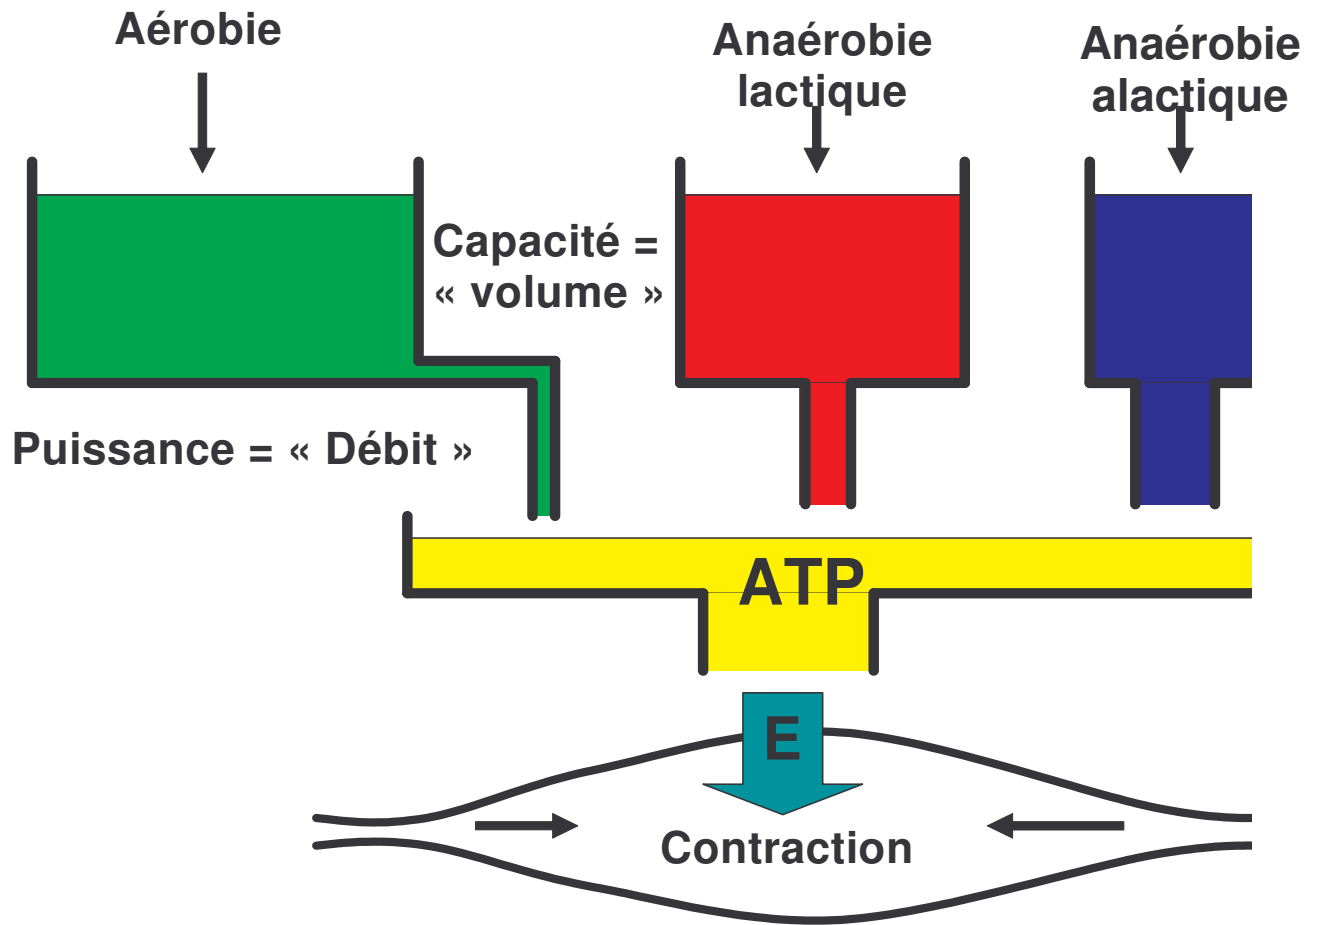 Aérobie
Anaérobie
lactique
Anaérobie
alactique
Capacité =
« volume »
Puissance = « Débit »
ATP
E
Contraction